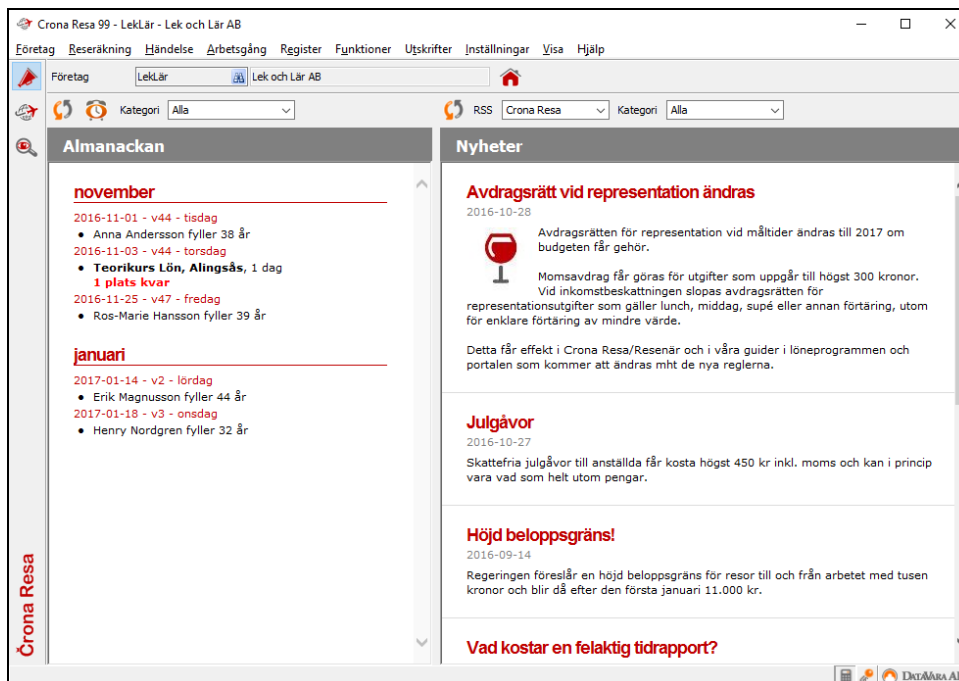 Crona Resa 99 - LekLär - Lek och Lär AB
Företag Reseräkning Händelse Arbetsgång Register Funktioner Utskrifter Inställningar Visa Hjälp
Företag LekLär Lek och Lär AB
Kategori Alla
RSS Crona Resa Kategori Alla
Almanackan
november
2016-11-01 - v44 - tisdag
• Anna Andersson fyller 38 år
2016-11-03 - v44 - torsdag
• Teorikurs Lön, Alingsås, 1 dag
1 plats kvar
2016-11-25 - v47 - fredag
• Ros-Marie Hansson fyller 39 år
januari
2017-01-14 - v2 - lördag
• Erik Magnusson fyller 44 år
2017-01-18 - v3 - onsdag
• Henry Nordgren fyller 32 år
Nyheter
Avdragsrätt vid representation ändras
2016-10-28
Avdragsrätten för representation vid måltider ändras till 2017 om
budgeten får gehör.
Momsavdrag får göras för utgifter som uppgår till högst 300 kronor.
Vid inkomstbeskattningen slopas avdragsrätten för
representationsutgifter som gäller lunch, middag, supé eller annan förtäring, utom
för enklare förtäring av mindre värde.
Detta får effekt i Crona Resa/Resenär och i våra guider i löneprogrammen och
portalen som kommer att ändras mht de nya reglerna.
Julgåvor
2016-10-27
Skattefria julgåvor till anställda får kosta högst 450 kr inkl. moms och kan i princip
vara vad som helt utom pengar.
Höjd beloppsgräns!
2016-09-14
Regeringen föreslår en höjd beloppsgräns för resor till och från arbetet med tusen
kronor och blir då efter den första januari 11.000 kr.
Vad kostar en felaktig tidrapport?
Crona Resa
DataVara A